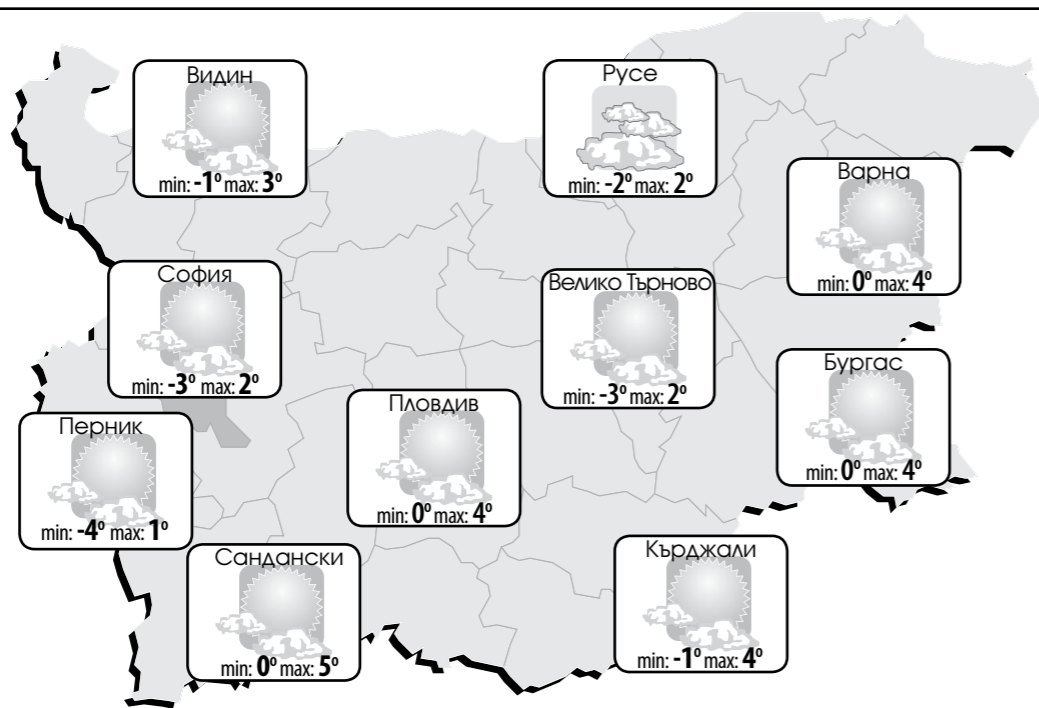 Видин
min: -1° max: 3°
Русе
min: -2° max: 2°
Варна
min: 0° max: 4°
София
min: -3° max: 2°
Велико Търново
min: -3° max: 2°
Бургас
min: 0° max: 4°
Пловдив
min: 0° max: 4°
Перник
min: -4° max: 1°
Сандански
min: 0° max: 5°
Кърджали
min: -1° max: 4°